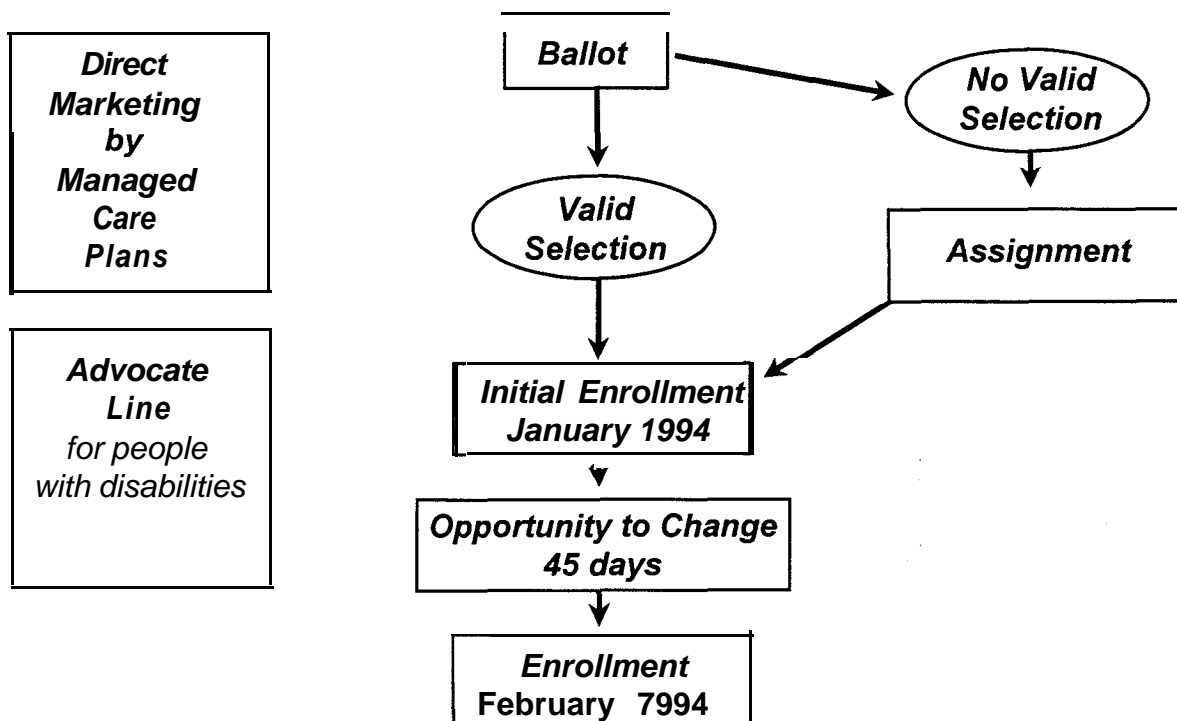 Direct
Marketing
by
Managed
Care
Plans
Advocate
Line
for people
with disabilities
Ballot
No Valid
Selection
Valid
Selection
Assignment
Initial Enrollment
January 1994
Opportunity to Change
45 days
Enrollment
February 7994